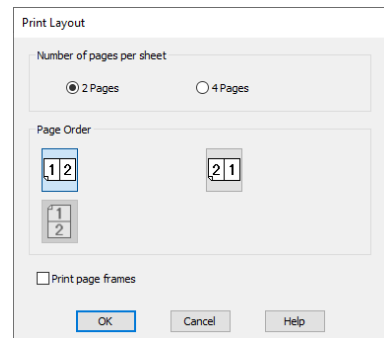 Print Layout
Number of pages per sheet
2 Pages
4 Pages
Page Order
1 2
2 1
1
2
Print page frames
OK
Cancel
Help